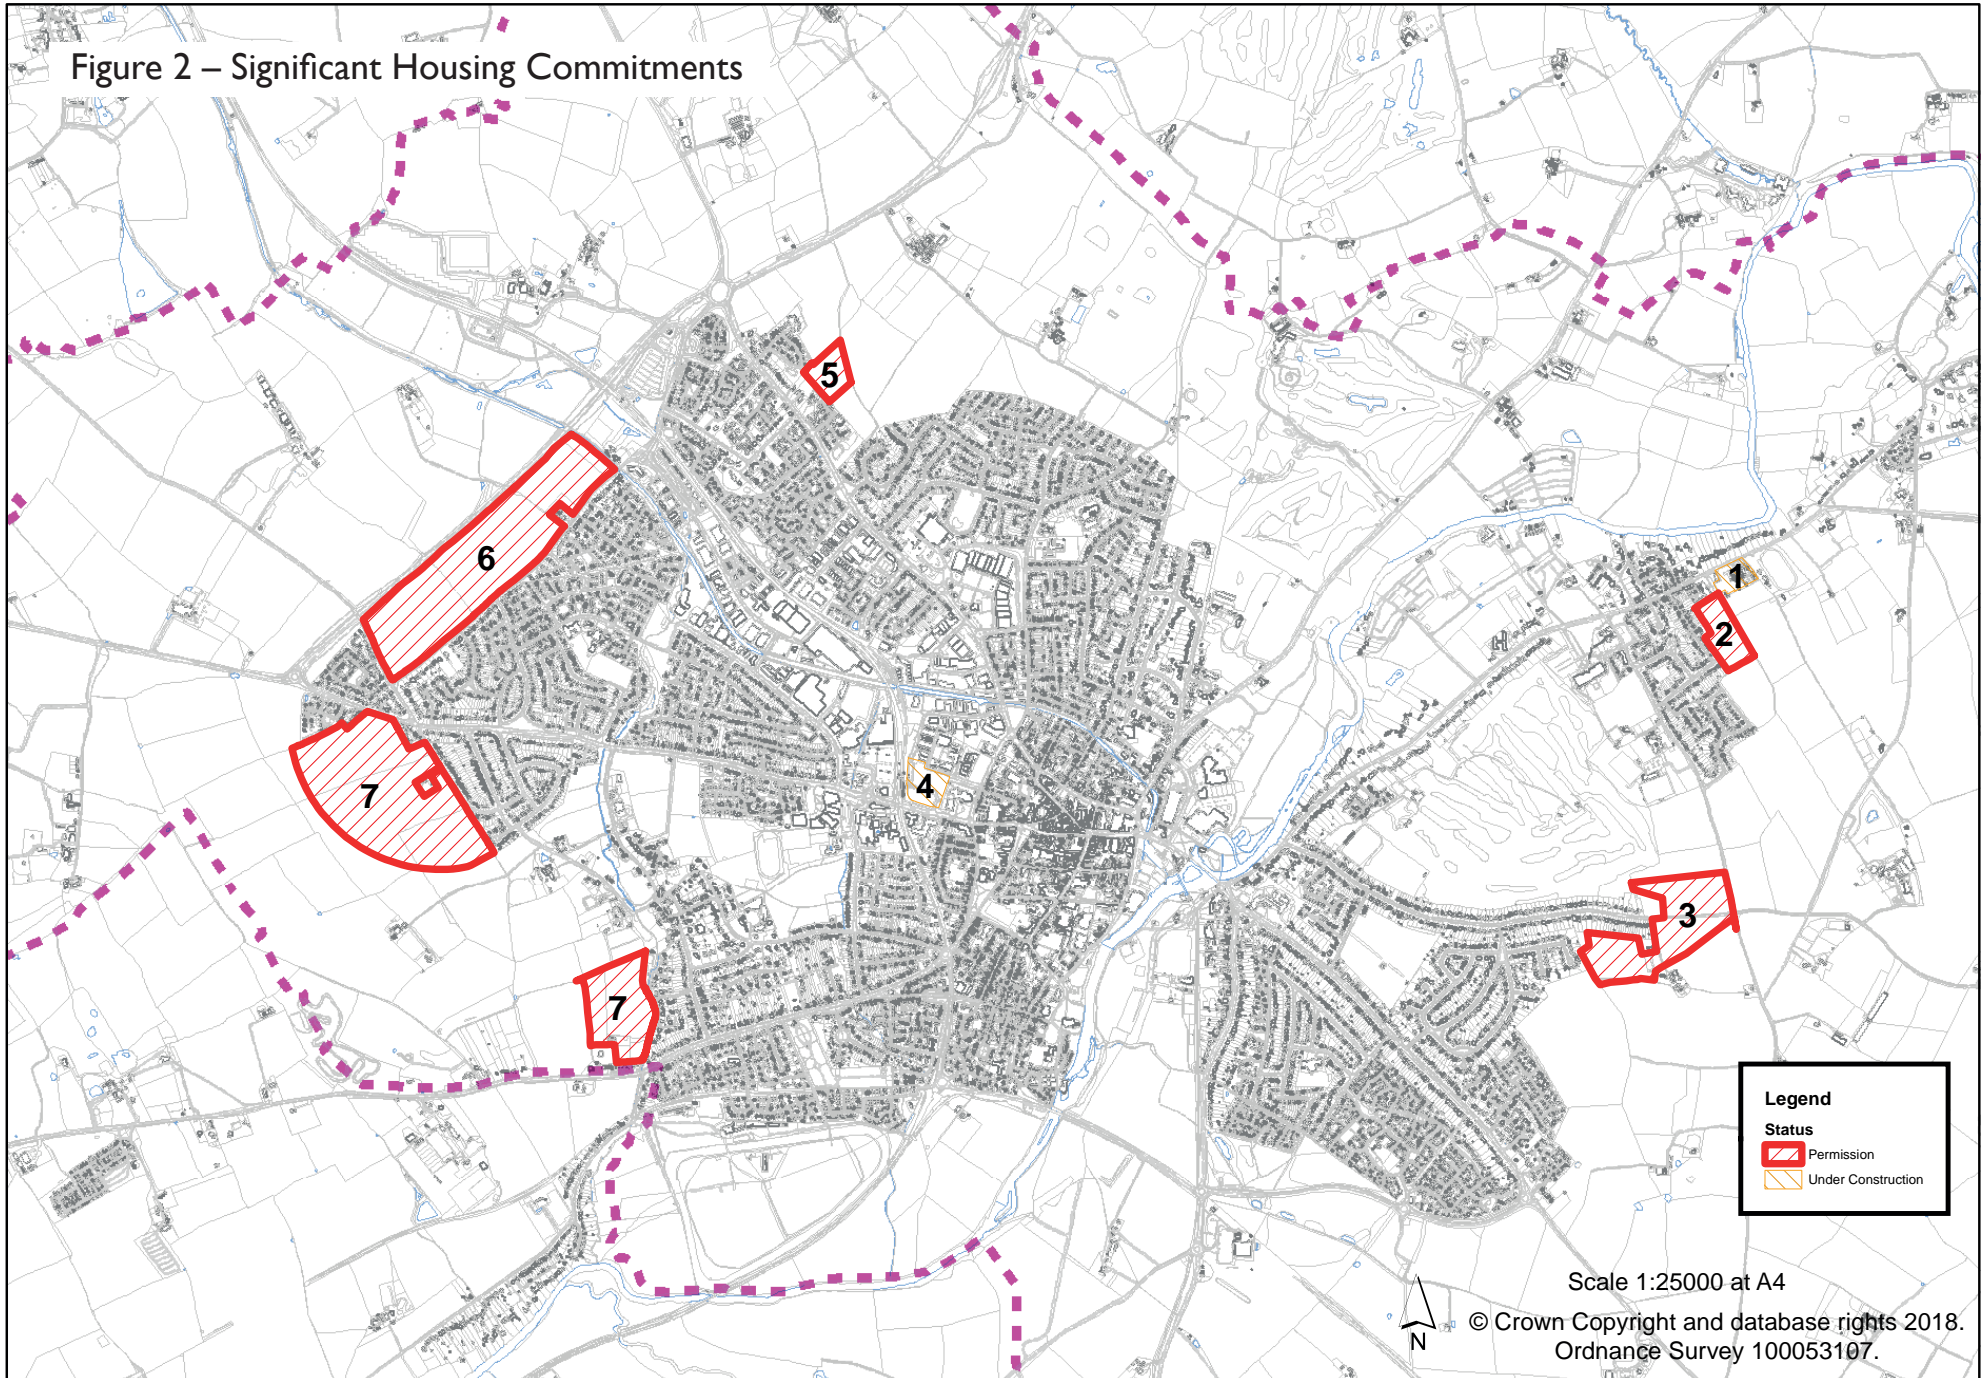 Figure 2 – Significant Housing Commitments
5
6
1
2
7
4
3
7
Legend
Status
Permission
Under Construction
Scale 1:25000 at A4
© Crown Copyright and database rights 2018.
Ordnance Survey 100053107.
N